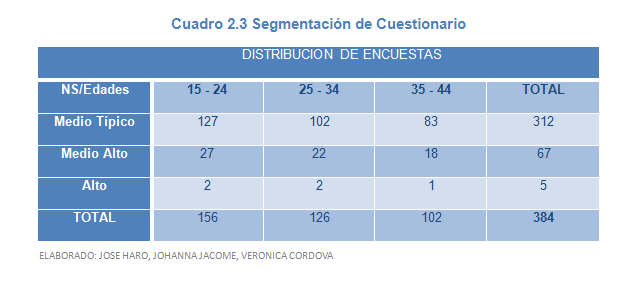 Cuadro 2.3 Segmentación de Cuestionario
DISTRIBUCION DE ENCUESTAS
NS/Edades 15 - 24 25 - 34 35 - 44 TOTAL
Medio Típico 127 102 83 312
Medio Alto 27 22 18 67
Alto 2 2 1 5
TOTAL 156 126 102 384
ELABORADO: JOSE HARO, JOHANNA JACOME, VERONICA CORDOVA